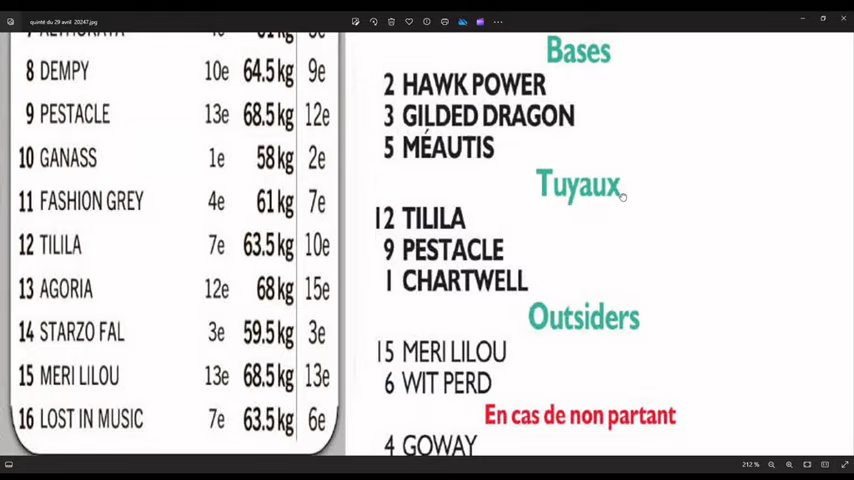 quinté du 29 avril 20247.jpg
8 DEMPY 10e 64.5 kg 9e
9 PESTACLE 13e 68.5 kg 12e
10 GANASS 1e 58 kg 2e
11 FASHION GREY 4e 61 kg 7e
12 TILILA 7e 63.5 kg 10e
13 AGORIA 12e 68 kg 15e
14 STARZO FAL 3e 59.5 kg 3e
15 MERI LILOU 13e 68.5 kg 13e
16 LOST IN MUSIC 7e 63.5 kg 6e
Bases
2 HAWK POWER
3 GILDED DRAGON
5 MÉAUTIS
Tuyaux
12 TILILA
9 PESTACLE
1 CHARTWELL
Outsiders
15 MERI LILOU
6 WIT PERD
En cas de non partant
4 GOWAY
212 %